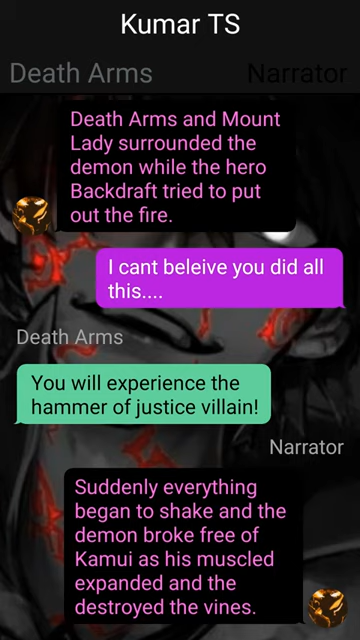 Kumar TS
Death Arms
Narrator
Death Arms and Mount
Lady surrounded the
demon while the hero
Backdraft tried to put
out the fire.
I cant beleive you did all
this....
Death Arms
You will experience the
hammer of justice villain!
Narrator
Suddenly everything
began to shake and the
demon broke free of
Kamui as his muscled
expanded and the
destroyed the vines.